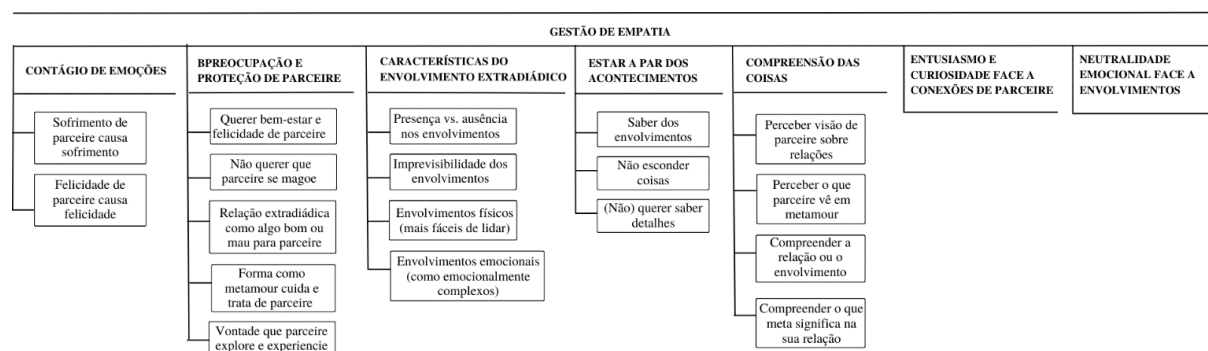 GESTÃO DE EMPATIA
CONTÁGIO DE EMOÇÕES
Sofrimento de
parceire causa
sofrimento
Felicidade de
parceire causa
felicidade
BPREOCUPAÇÃO E
PROTEÇÃO DE PARCEIRE
Querer bem-estar e
felicidade de parceire
Não querer que
parceire se magoe
Relação extradiádica
como algo bom ou
mau para parceire
Forma como
metamour cuida e
trata de parceire
Vontade que parceire
explore e experiencie
CARACTERÍSTICAS DO
ENVOLVIMENTO EXTRADIÁDICO
Presença vs. ausência
nos envolvimentos
Imprevisibilidade dos
envolvimentos
Envolvimentos físicos
(mais fáceis de lidar)
Envolvimentos emocionais
(como emocionalmente
complexos)
ESTAR A PAR DOS
ACONTECIMENTOS
Saber dos
envolvimentos
Não esconder
coisas
(Não) querer saber
detalhes
COMPREENSÃO DAS
COISAS
Perceber visão de
parceire sobre
relações
Perceber o que
parceire vê em
metamour
Compreender a
relação ou o
envolvimento
Compreender o que
meta significa na
sua relação
ENTUSIASMO E
CURIOSIDADE FACE A
CONEXÕES DE PARCEIRE
NEUTRALIDADE
EMOCIONAL FACE A
ENVOLVIMENTOS